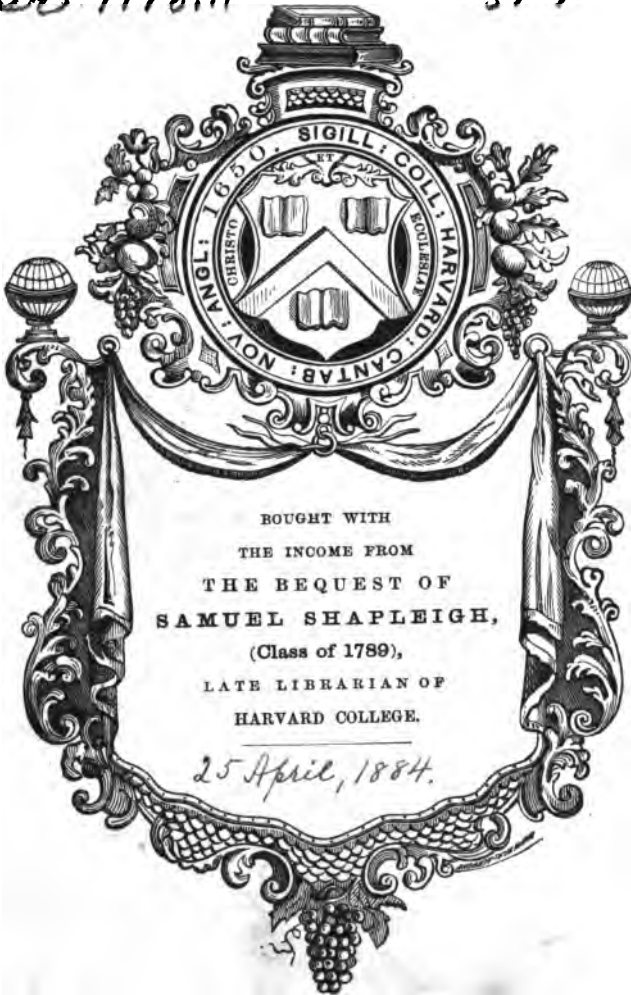 SIGILL: COLL: HARVARD: CANTAB: NOV: ANGL: 1650.
ET
CHRISTO
ECCLESIAE
BOUGHT WITH
THE INCOME FROM
THE BEQUEST OF
SAMUEL SHAPLEIGH,
(Class of 1789),
LATE LIBRARIAN OF
HARVARD COLLEGE.
25 April, 1884.